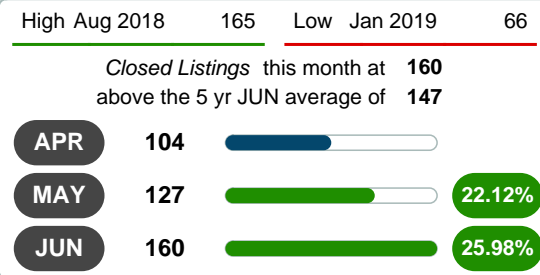 High Aug 2018 165 Low Jan 2019 66
Closed Listings this month at 160
above the 5 yr JUN average of 147
APR 104
MAY 127 22.12%
JUN 160 25.98%